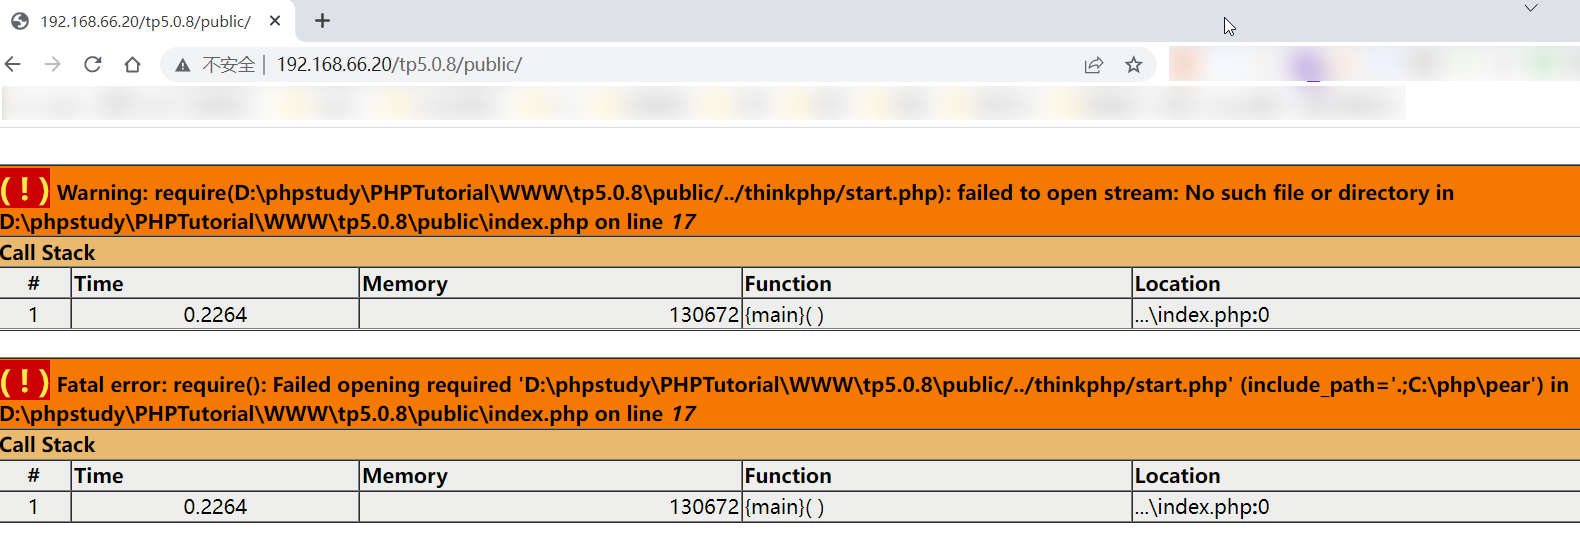 192.168.66.20/tp5.0.8/public/
不安全 | 192.168.66.20/tp5.0.8/public/
( ! ) Warning: require(D:\phpstudy\PHPTutorial\WWW\tp5.0.8\public/../thinkphp/start.php): failed to open stream: No such file or directory in
D:\phpstudy\PHPTutorial\WWW\tp5.0.8\public\index.php on line 17
Call Stack
# Time Memory Function Location
1 0.2264 130672 {main}( ) ...\index.php:0
( ! ) Fatal error: require(): Failed opening required 'D:\phpstudy\PHPTutorial\WWW\tp5.0.8\public/../thinkphp/start.php' (include_path='.;C:\php\pear') in
D:\phpstudy\PHPTutorial\WWW\tp5.0.8\public\index.php on line 17
Call Stack
# Time Memory Function Location
1 0.2264 130672 {main}( ) ...\index.php:0